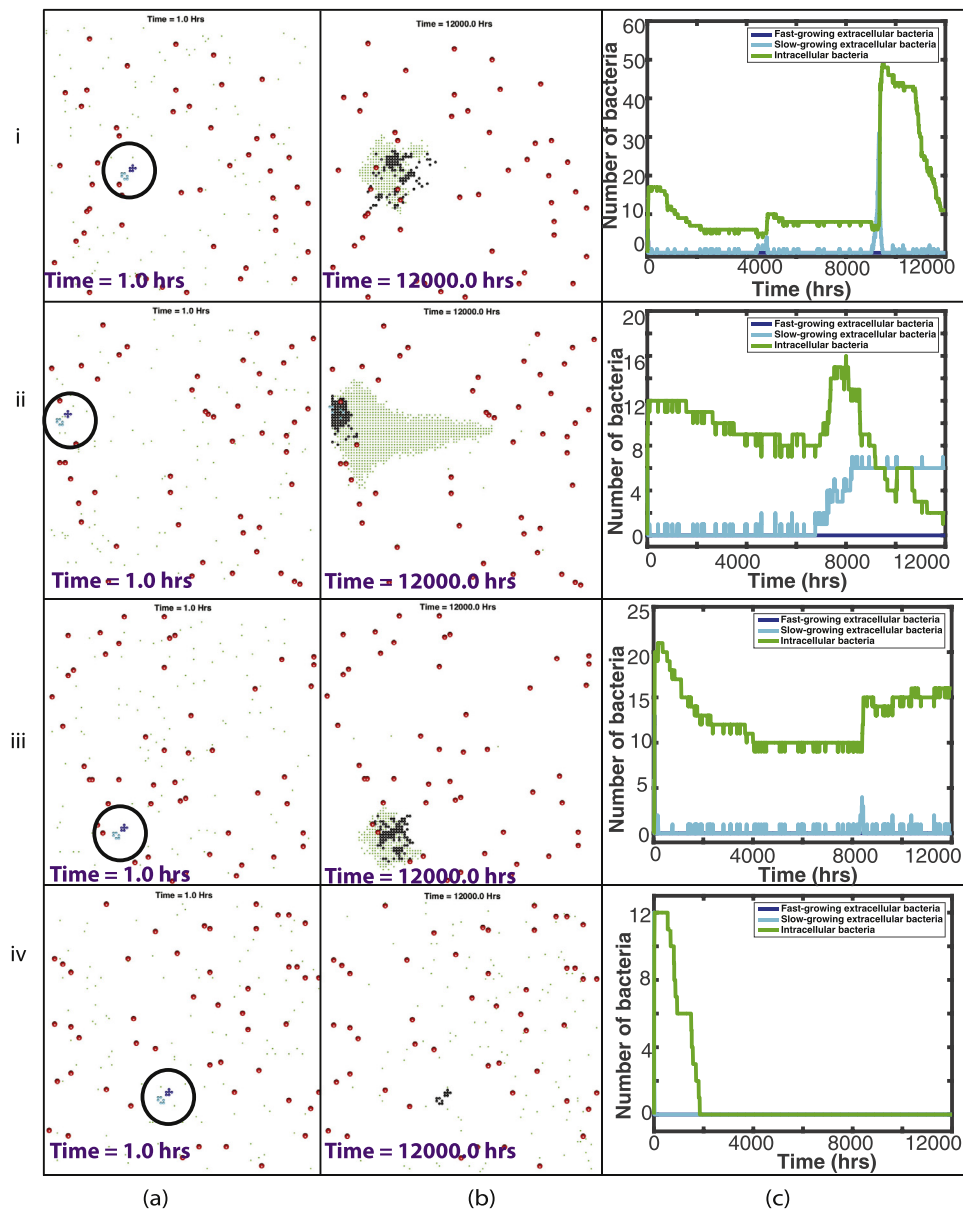 i
Time = 1.0 Hrs
Time = 1.0 hrs
Time = 12000.0 Hrs
Time = 12000.0 hrs
Number of bacteria
60
50
40
30
20
10
0
Fast-growing extracellular bacteria
Slow-growing extracellular bacteria
Intracellular bacteria
0 4000 8000 12000
Time (hrs)
ii
Time = 1.0 Hrs
Time = 1.0 hrs
Time = 12000.0 Hrs
Time = 12000.0 hrs
Number of bacteria
20
16
12
8
4
0
Fast-growing extracellular bacteria
Slow-growing extracellular bacteria
Intracellular bacteria
0 4000 8000 12000
Time (hrs)
iii
Time = 1.0 Hrs
Time = 1.0 hrs
Time = 12000.0 Hrs
Time = 12000.0 hrs
Number of bacteria
25
20
15
10
5
0
Fast-growing extracellular bacteria
Slow-growing extracellular bacteria
Intracellular bacteria
0 4000 8000 12000
Time (hrs)
iv
Time = 1.0 Hrs
Time = 1.0 hrs
Time = 12000.0 Hrs
Time = 12000.0 hrs
Number of bacteria
12
8
4
0
Fast-growing extracellular bacteria
Slow-growing extracellular bacteria
Intracellular bacteria
0 4000 8000 12000
Time (hrs)
(a) (b) (c)